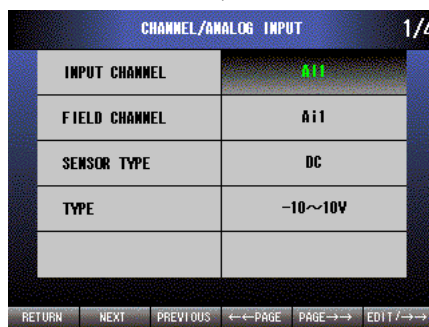 CHANNEL/ANALOG INPUT 1/4
INPUT CHANNEL AI1
FIELD CHANNEL Ai1
SENSOR TYPE DC
TYPE -10~10V
RETURN NEXT PREVIOUS ←←PAGE PAGE→→ EDIT/→→